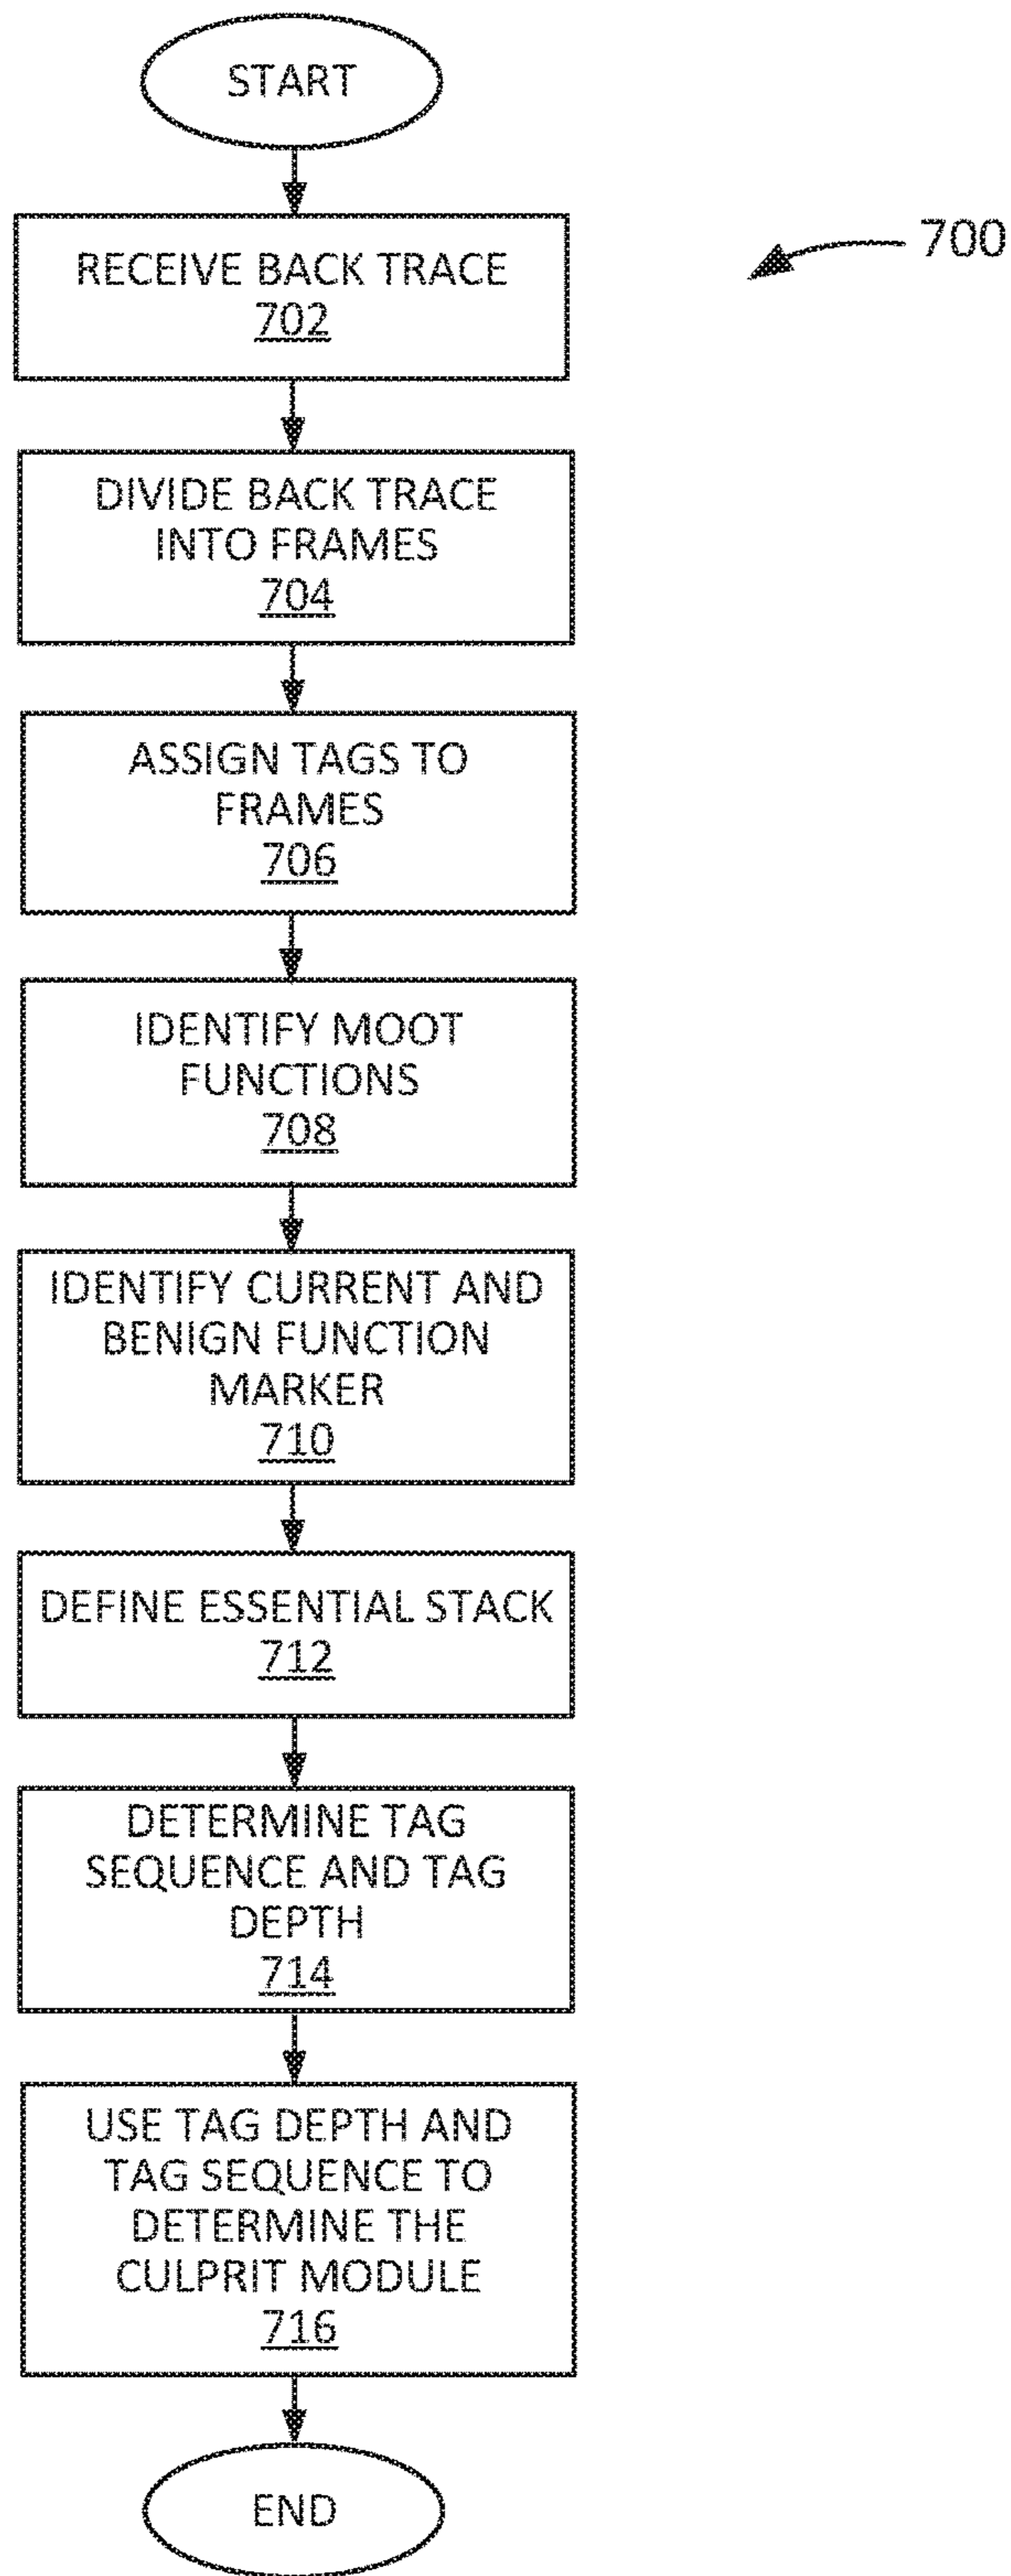 START
700
RECEIVE BACK TRACE
702
DIVIDE BACK TRACE
INTO FRAMES
704
ASSIGN TAGS TO
FRAMES
706
IDENTIFY MOOT
FUNCTIONS
708
IDENTIFY CURRENT AND
BENIGN FUNCTION
MARKER
710
DEFINE ESSENTIAL STACK
712
DETERMINE TAG
SEQUENCE AND TAG
DEPTH
714
USE TAG DEPTH AND
TAG SEQUENCE TO
DETERMINE THE
CULPRIT MODULE
716
END